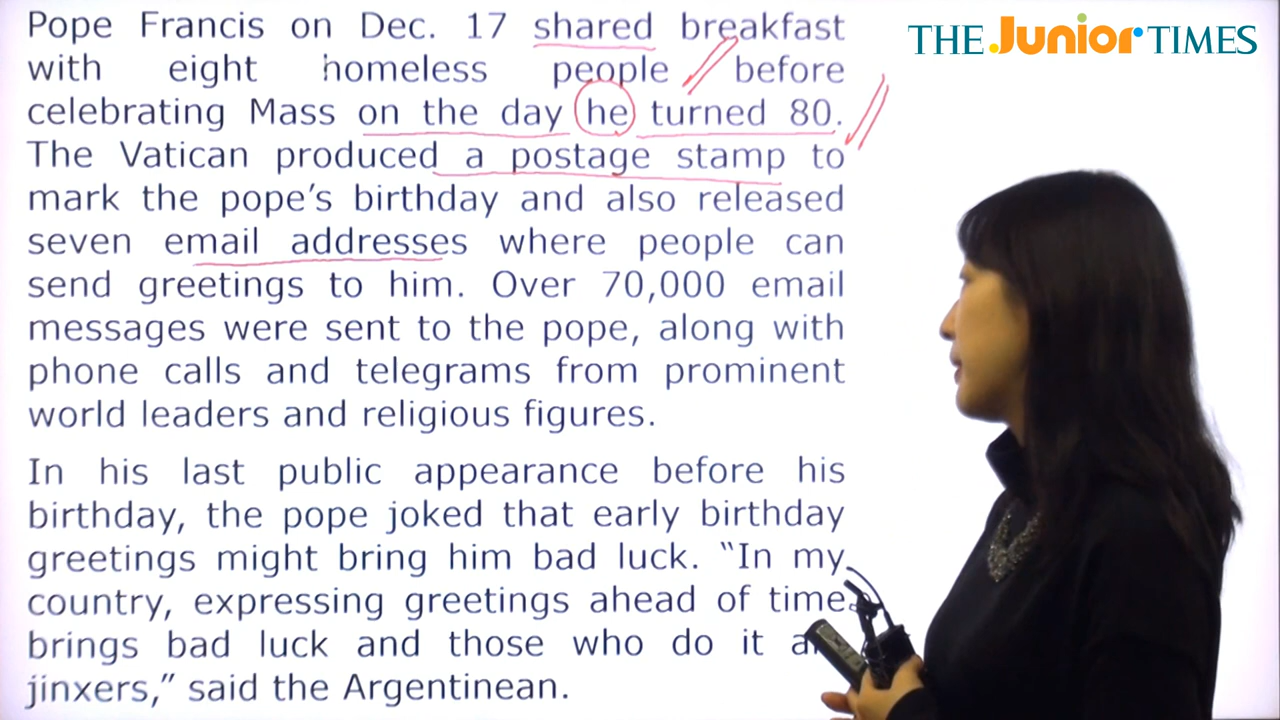 THE Junior TIMES
Pope Francis on Dec. 17 shared breakfast
with eight homeless people before
celebrating Mass on the day he turned 80.
The Vatican produced a postage stamp to
mark the pope’s birthday and also released
seven email addresses where people can
send greetings to him. Over 70,000 email
messages were sent to the pope, along with
phone calls and telegrams from prominent
world leaders and religious figures.
In his last public appearance before his
birthday, the pope joked that early birthday
greetings might bring him bad luck. “In my
country, expressing greetings ahead of time
brings bad luck and those who do it
jinxers,” said the Argentinean.